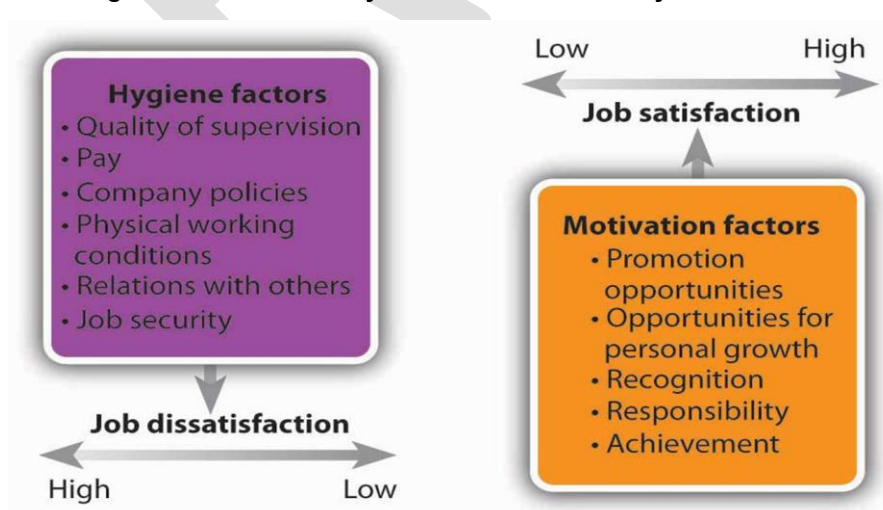 Hygiene factors
• Quality of supervision
• Pay
• Company policies
• Physical working
conditions
• Relations with others
• Job security
Job dissatisfaction
High Low
Low High
Job satisfaction
Motivation factors
• Promotion
opportunities
• Opportunities for
personal growth
• Recognition
• Responsibility
• Achievement